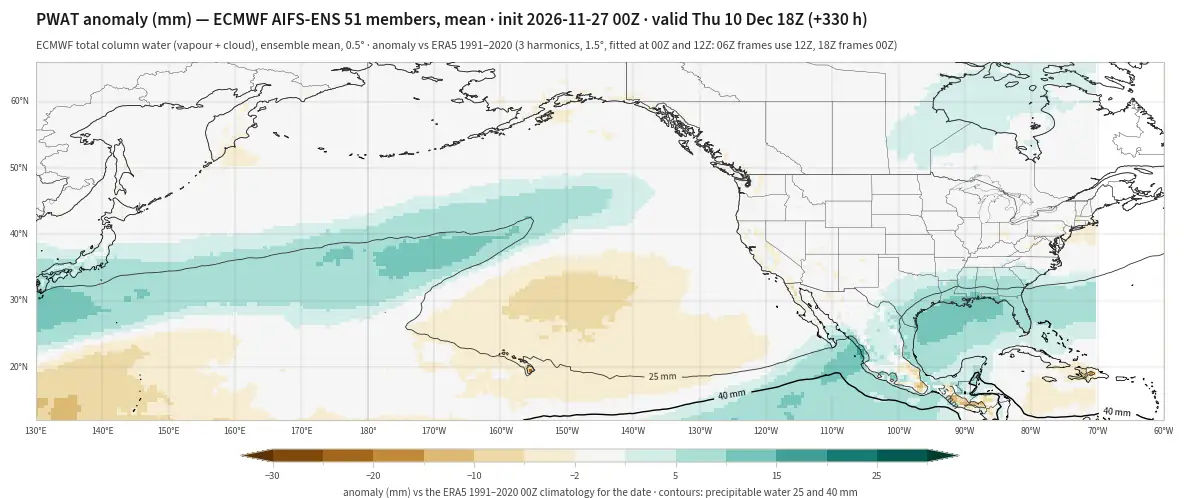 PWAT anomaly (mm) — ECMWF AIFS-ENS 51 members, mean · init 2026-11-27 00Z · valid Thu 10 Dec 18Z (+330 h)
ECMWF total column water (vapour + cloud), ensemble mean, 0.5° · anomaly vs ERA5 1991–2020 (3 harmonics, 1.5°, fitted at 00Z and 12Z: 06Z frames use 12Z, 18Z frames 00Z)
60°N
50°N
40°N
30°N
20°N
25 mm
40 mm
40 mm
130°E 140°E 150°E 160°E 170°E 180° 170°W 160°W 150°W 140°W 130°W 120°W 110°W 100°W 90°W 80°W 70°W 60°W
−30 −20 −10 −2 5 15 25
anomaly (mm) vs the ERA5 1991–2020 00Z climatology for the date · contours: precipitable water 25 and 40 mm